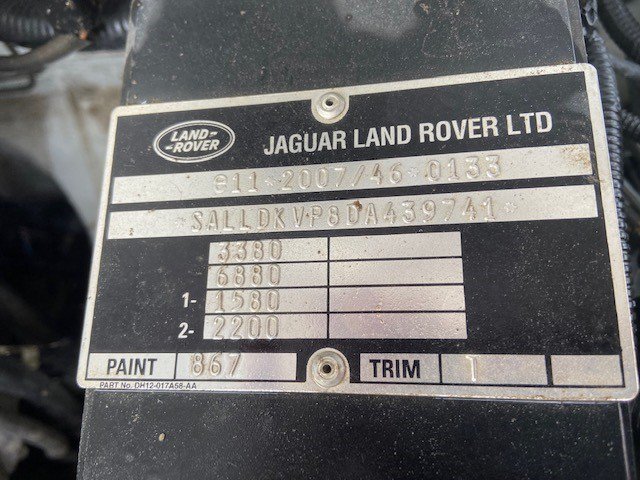 LAND-
-ROVER
JAGUAR LAND ROVER LTD
e11*2007/46*0133
*SALLDKVP8DA439741*
3380
6880
1- 1580
2- 2200
PAINT 867 TRIM 1
PART No. DH12-017A58-AA